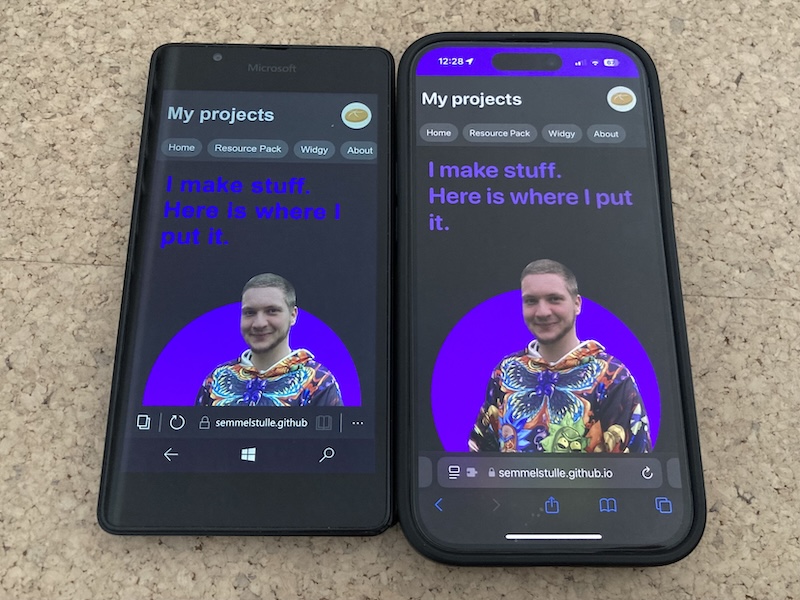 Microsoft
My projects
Home Resource Pack Widgy About
I make stuff.
Here is where I
put it.
semmelstulle.github
12:28
My projects
Home Resource Pack Widgy About
I make stuff.
Here is where I put
it.
semmelstulle.github.io